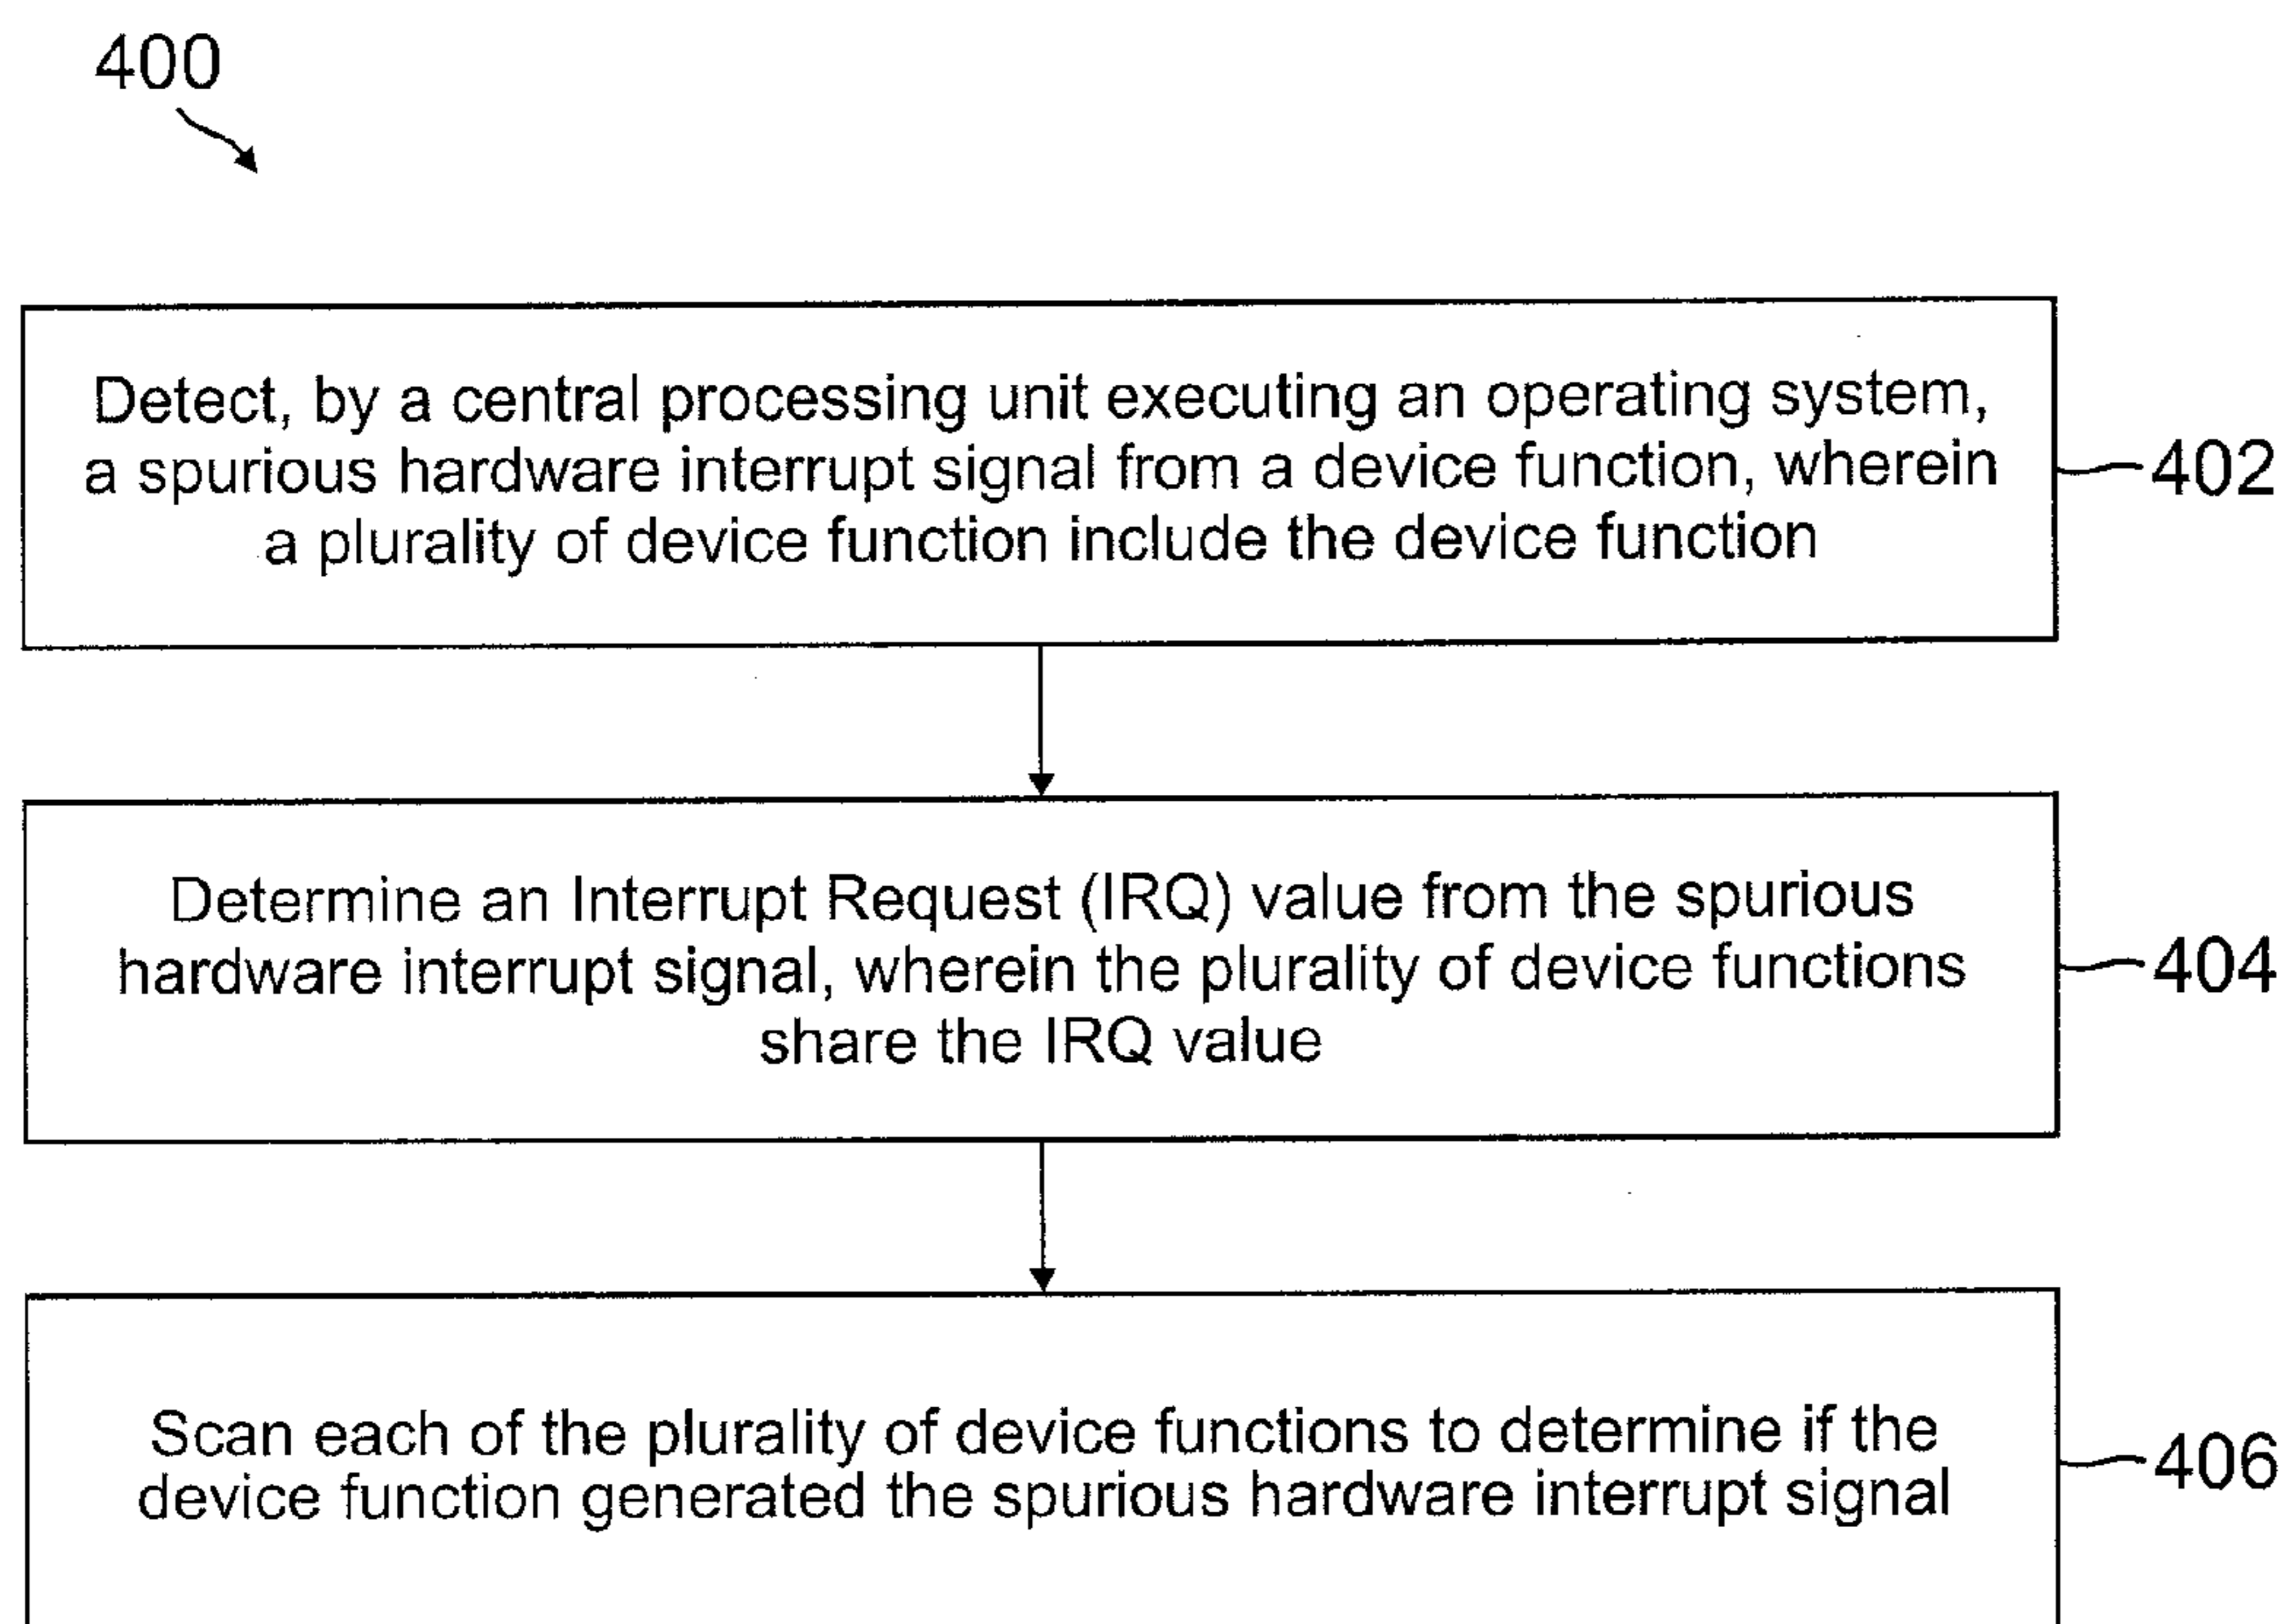 400
Detect, by a central processing unit executing an operating system,
a spurious hardware interrupt signal from a device function, wherein
a plurality of device function include the device function
402
Determine an Interrupt Request (IRQ) value from the spurious
hardware interrupt signal, wherein the plurality of device functions
share the IRQ value
404
Scan each of the plurality of device functions to determine if the
device function generated the spurious hardware interrupt signal
406